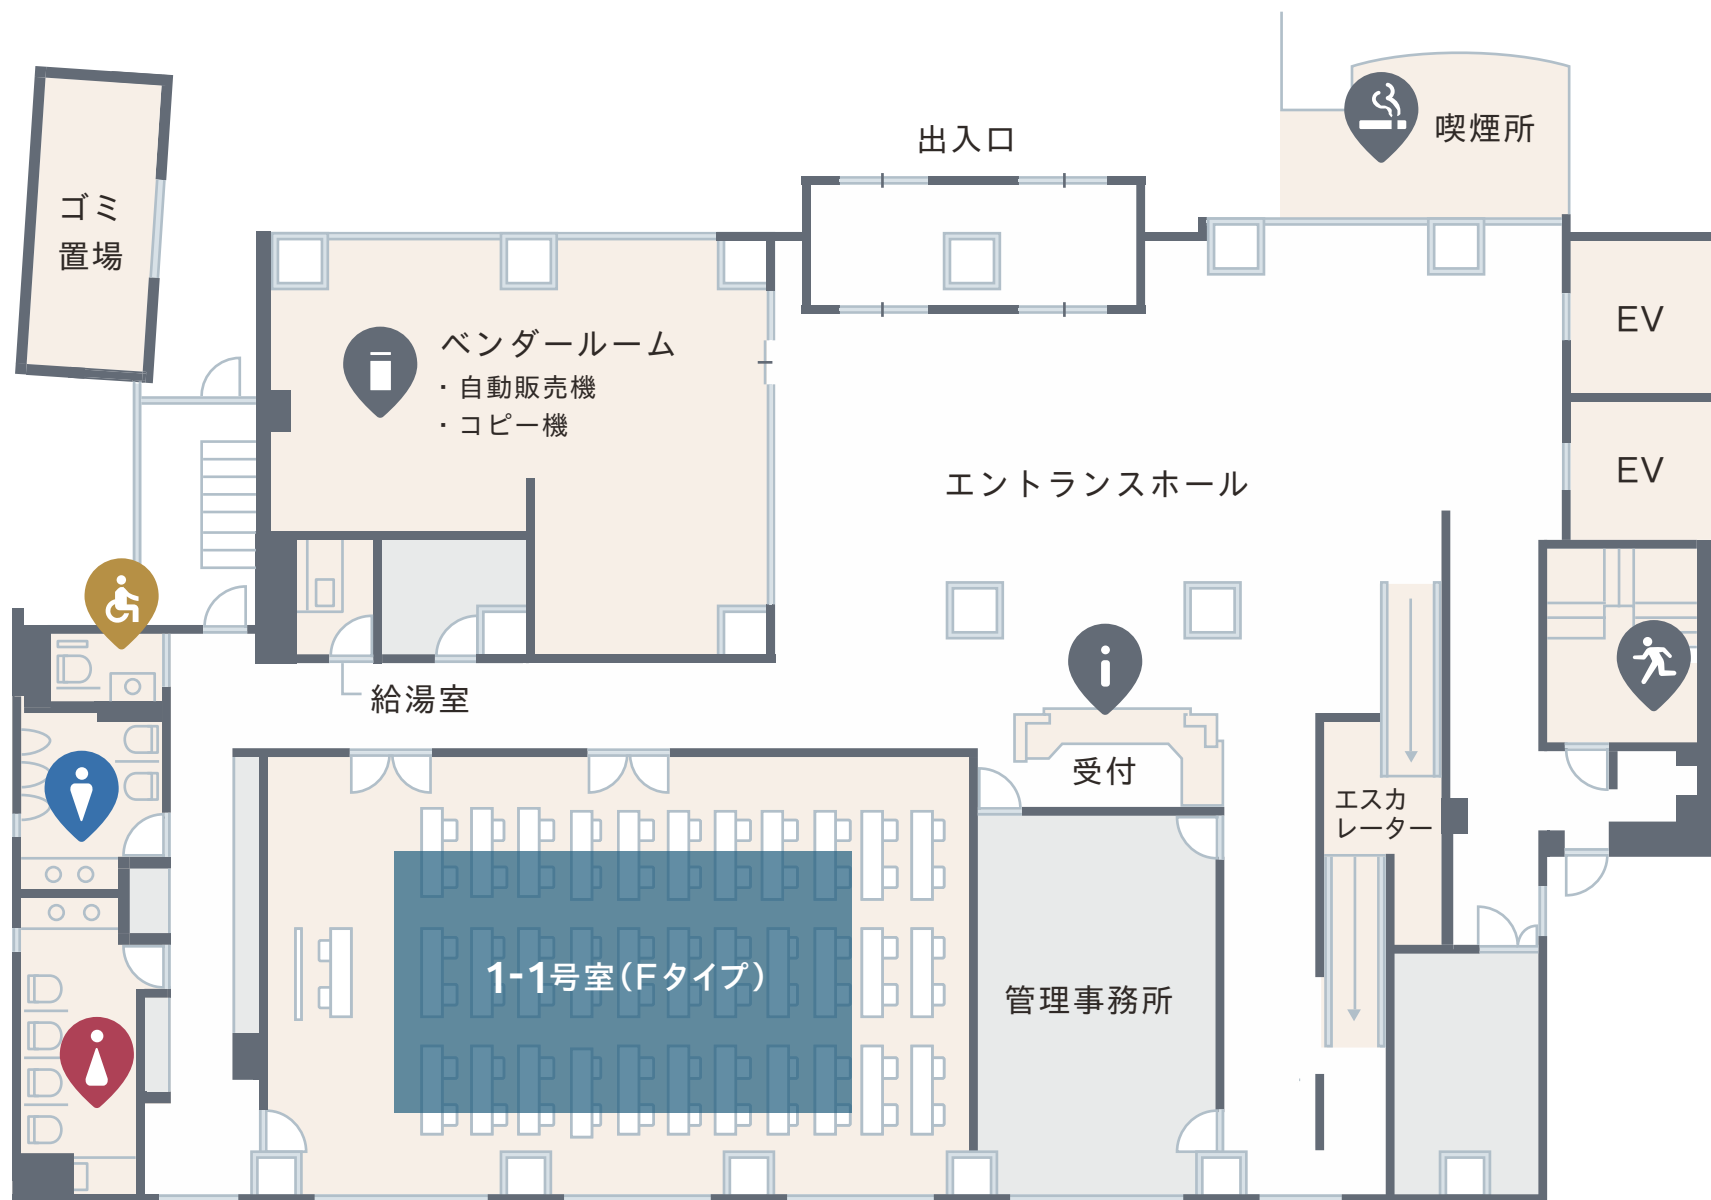 出入口
喫煙所
ゴミ
置場
EV
ベンダールーム
・自動販売機
・コピー機
EV
エントランスホール
給湯室
受付
エスカ
レーター
1-1号室(Fタイプ)
管理事務所